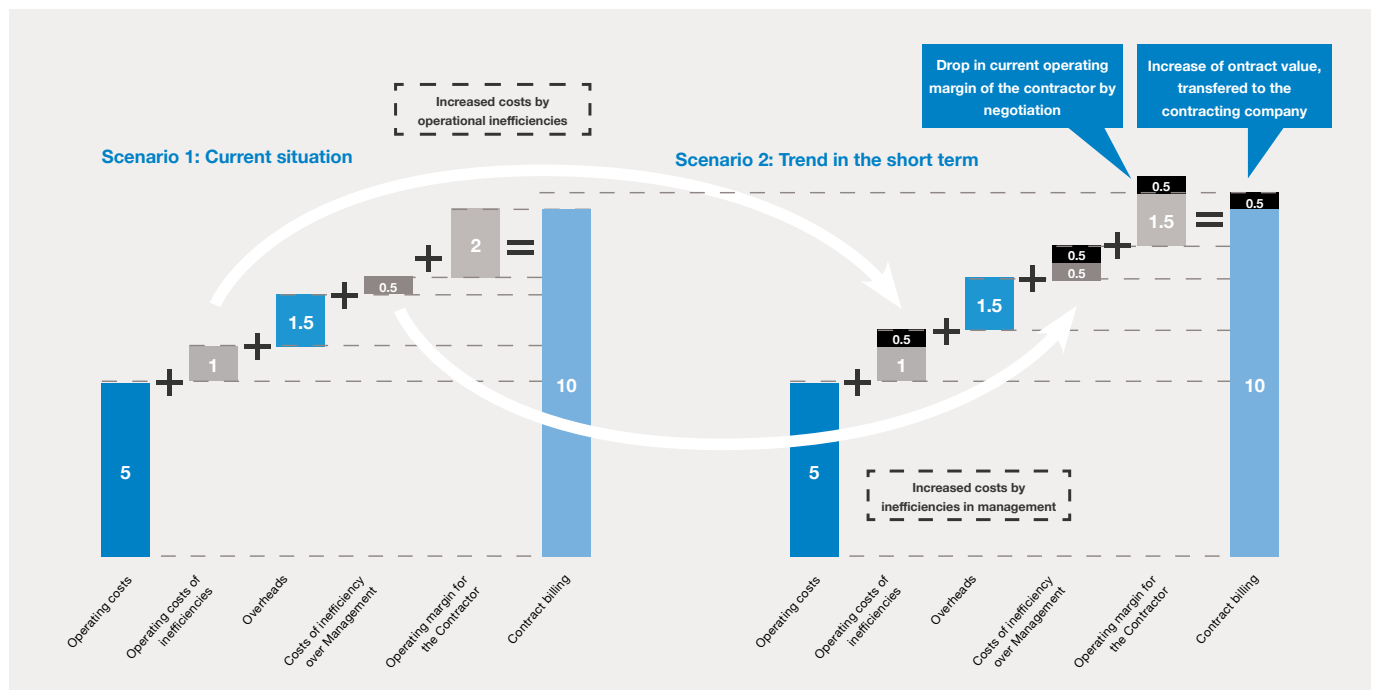 Drop in current operating
margin of the contractor by
negotiation
Increase of ontract value,
transfered to the
contracting company
Increased costs by
operational inefficiencies
Scenario 1: Current situation
5
1
1.5
0.5
2
10
Operating costs
Operating costs of
inefficiencies
Overheads
Costs of inefficiency
over Management
Operating margin for
the Contractor
Contract billing
Scenario 2: Trend in the short term
5
0.5
1
1.5
0.5
0.5
0.5
1.5
0.5
10
Increased costs by
inefficiencies in management
Operating costs
Operating costs of
inefficiencies
Overheads
Costs of inefficiency
over Management
Operating margin for
the Contractor
Contract billing